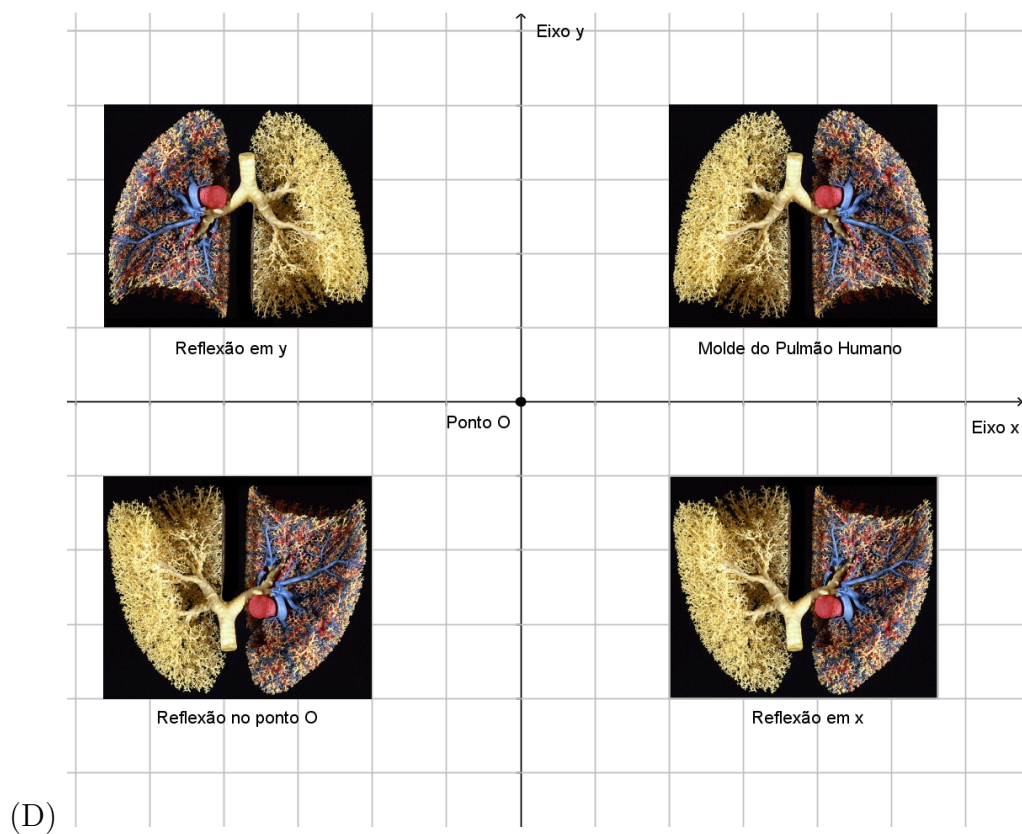 Eixo y
Reflexão em y
Molde do Pulmão Humano
Ponto O
Eixo x
Reflexão no ponto O
Reflexão em x
(D)